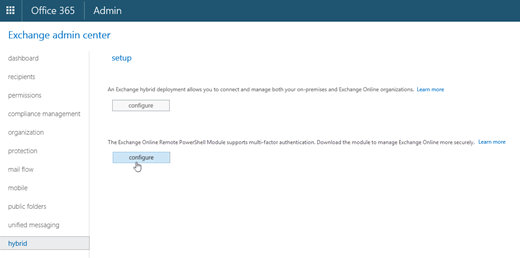 Office 365 Admin
Exchange admin center
dashboard
recipients
permissions
compliance management
organization
protection
mail flow
mobile
public folders
unified messaging
hybrid
setup
An Exchange hybrid deployment allows you to connect and manage both your on-premises and Exchange Online organizations. Learn more
configure
The Exchange Online Remote PowerShell Module supports multi-factor authentication. Download the module to manage Exchange Online more securely. Learn more
configure